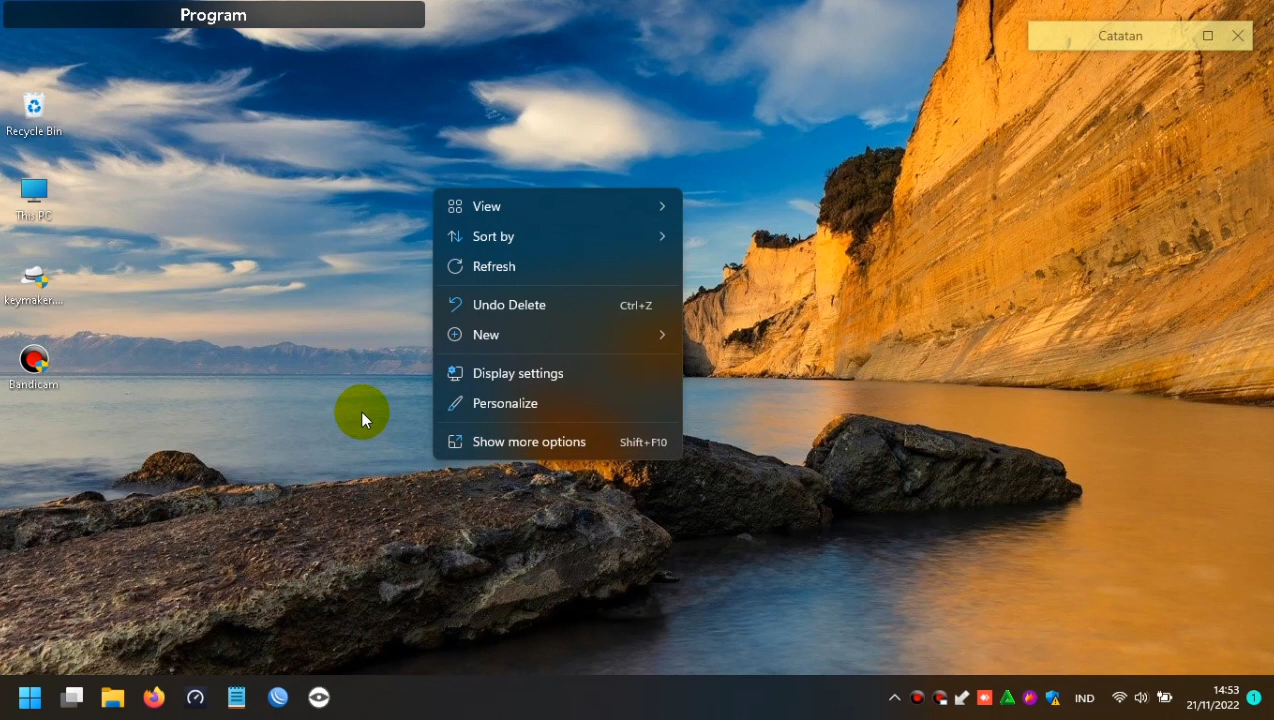 Program
Catatan
Recycle Bin
This PC
keymaker....
Bandicam
View
Sort by
Refresh
Undo Delete Ctrl+Z
New
Display settings
Personalize
Show more options Shift+F10
IND
14:53
21/11/2022
1